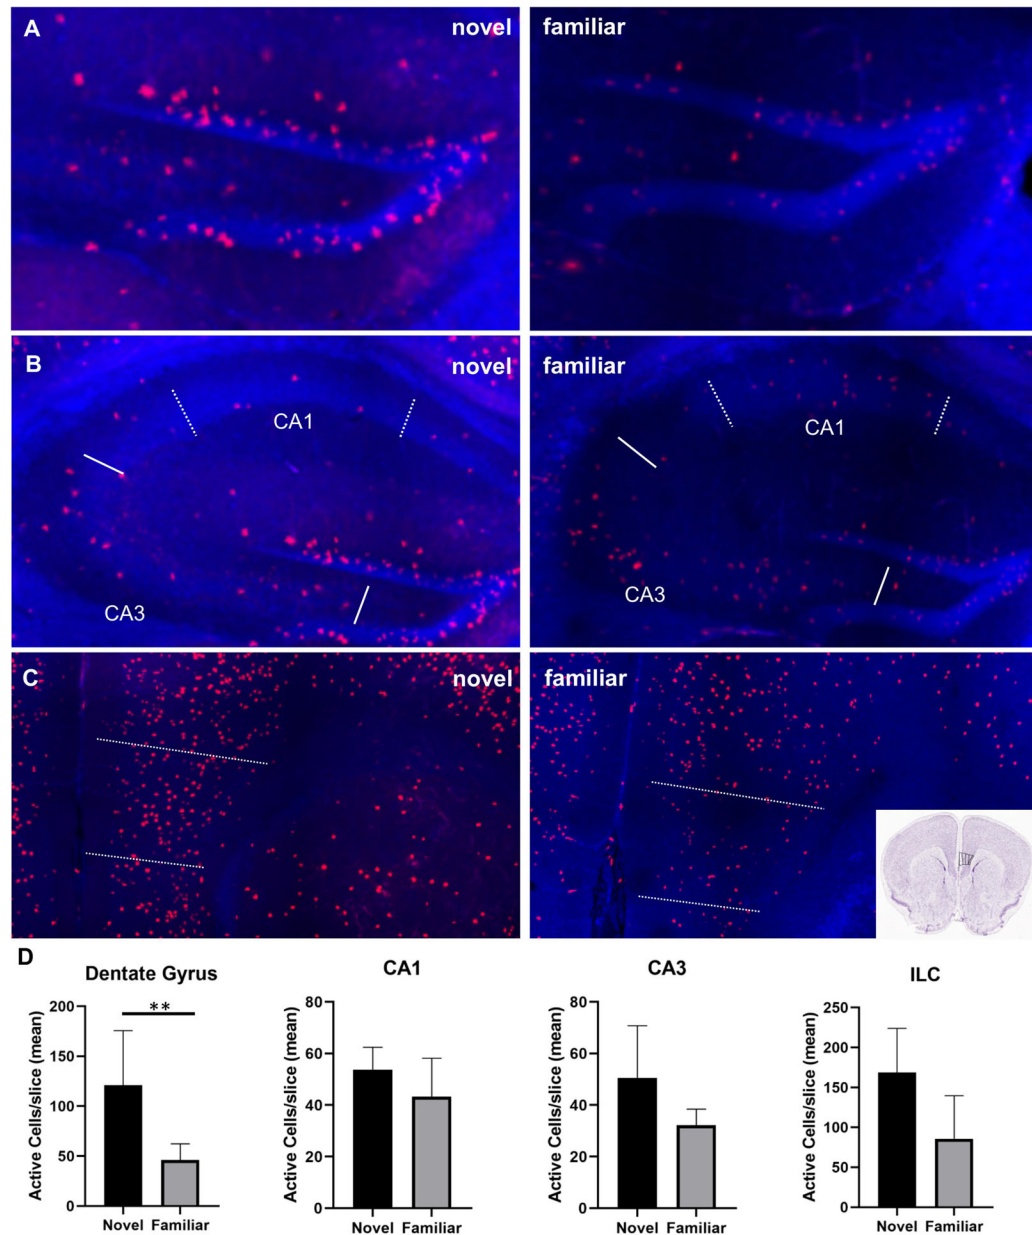 A novel familiar
B novel familiar
CA1 CA1
CA3 CA3
C novel familiar
D
Dentate Gyrus CA1 CA3 ILC
**
Active Cells/slice (mean)
200
150
100
50
0
Novel Familiar
Active Cells/slice (mean)
80
60
40
20
0
Novel Familiar
Active Cells/slice (mean)
80
60
40
20
0
Novel Familiar
Active Cells/slice (mean)
250
200
150
100
50
0
Novel Familiar